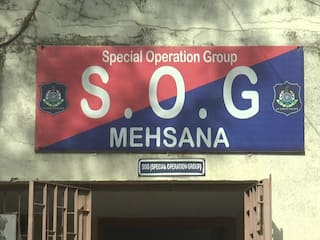 Special Operation Group
S.O.G
MEHSANA
SOG (SPECIAL OPERATION GROUP)